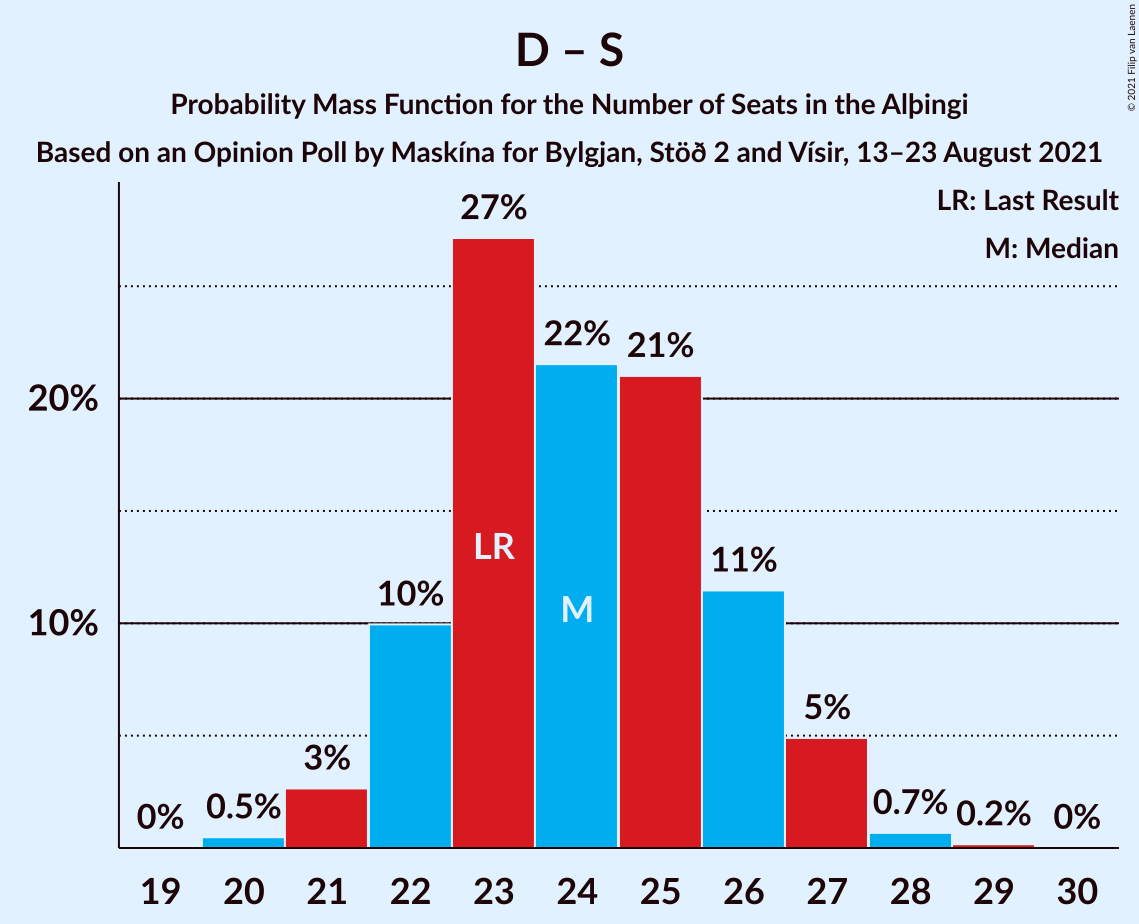 D – S
Probability Mass Function for the Number of Seats in the Alþingi
Based on an Opinion Poll by Maskína for Bylgjan, Stöð 2 and Vísir, 13–23 August 2021
© 2021 Filip van Laenen
LR: Last Result
M: Median
20%
10%
0%
0.5%
3%
10%
27%
22%
21%
11%
5%
0.7%
0.2%
0%
LR
M
19 20 21 22 23 24 25 26 27 28 29 30